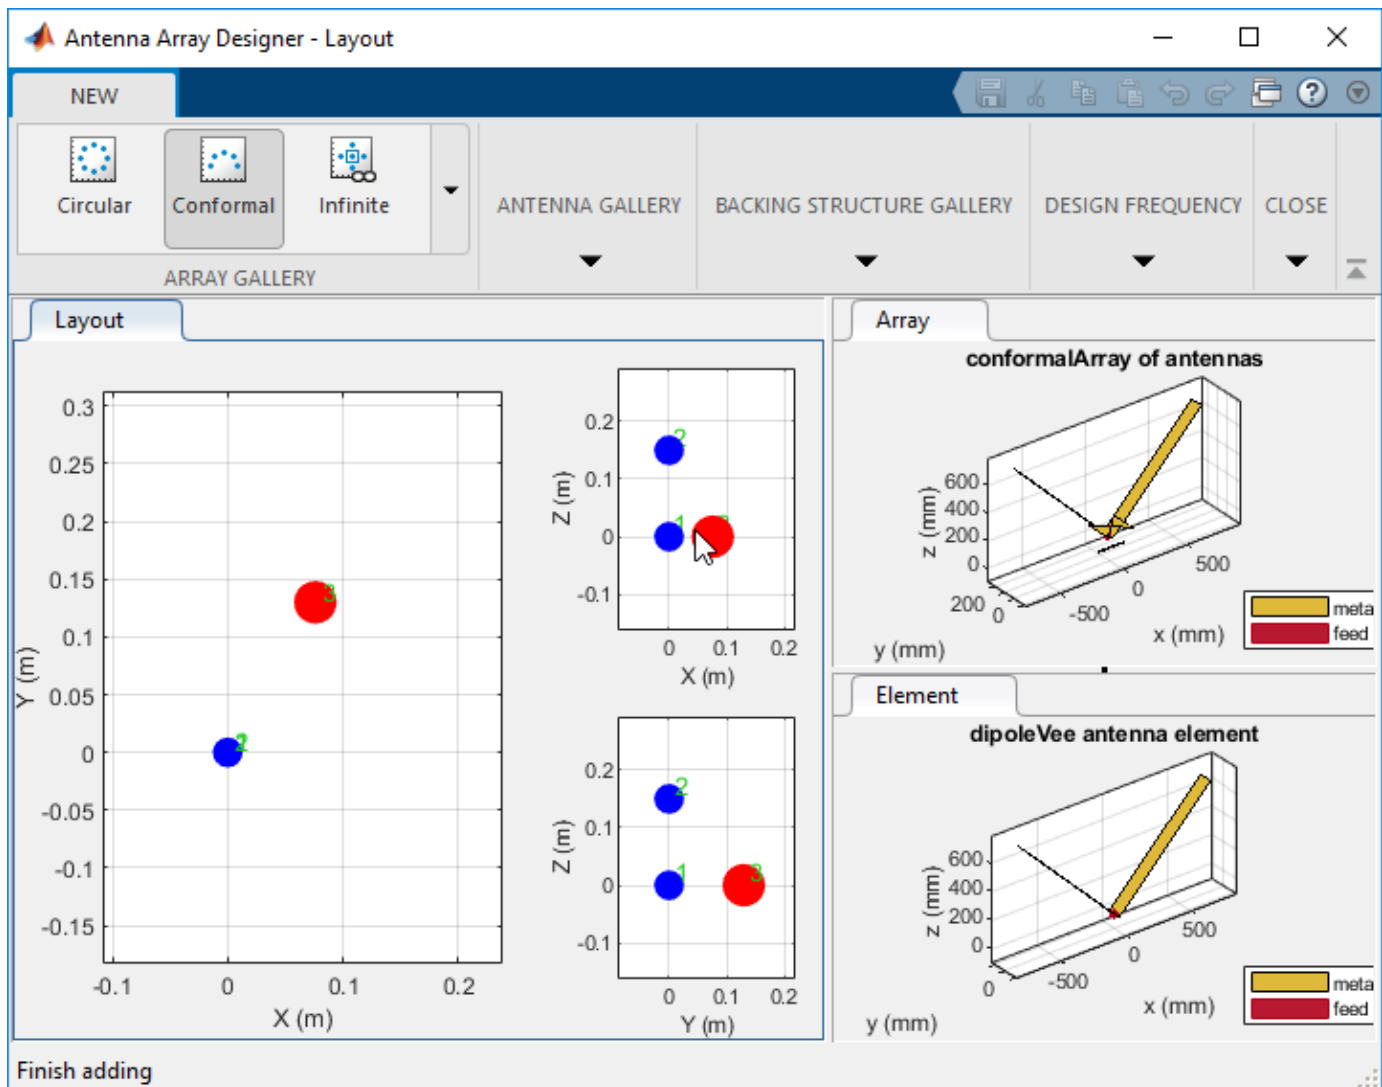 Antenna Array Designer - Layout
NEW
Circular
Conformal
Infinite
ARRAY GALLERY
ANTENNA GALLERY
BACKING STRUCTURE GALLERY
DESIGN FREQUENCY
CLOSE
Layout
0.3
0.25
0.2
0.15
0.1
0.05
0
-0.05
-0.1
-0.15
Y (m)
3
-0.1
0
0.1
0.2
X (m)
0.2
0.1
0
-0.1
Z (m)
2
1
0
0.1
0.2
X (m)
0.2
0.1
0
-0.1
Z (m)
2
1
3
0
0.1
0.2
Y (m)
Array
conformalArray of antennas
600
400
200
0
z (mm)
200
0
y (mm)
-500
0
500
x (mm)
meta
feed
Element
dipoleVee antenna element
600
400
200
0
z (mm)
0
y (mm)
-500
0
500
x (mm)
meta
feed
Finish adding